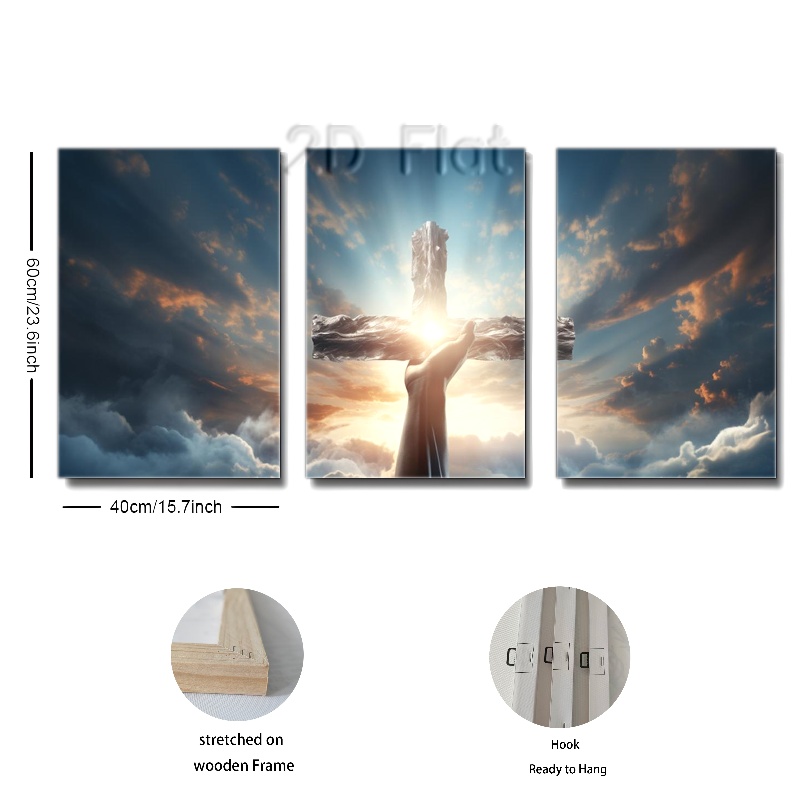 2D Flat
60cm/23.6inch
40cm/15.7inch
stretched on
wooden Frame
Hook
Ready to Hang